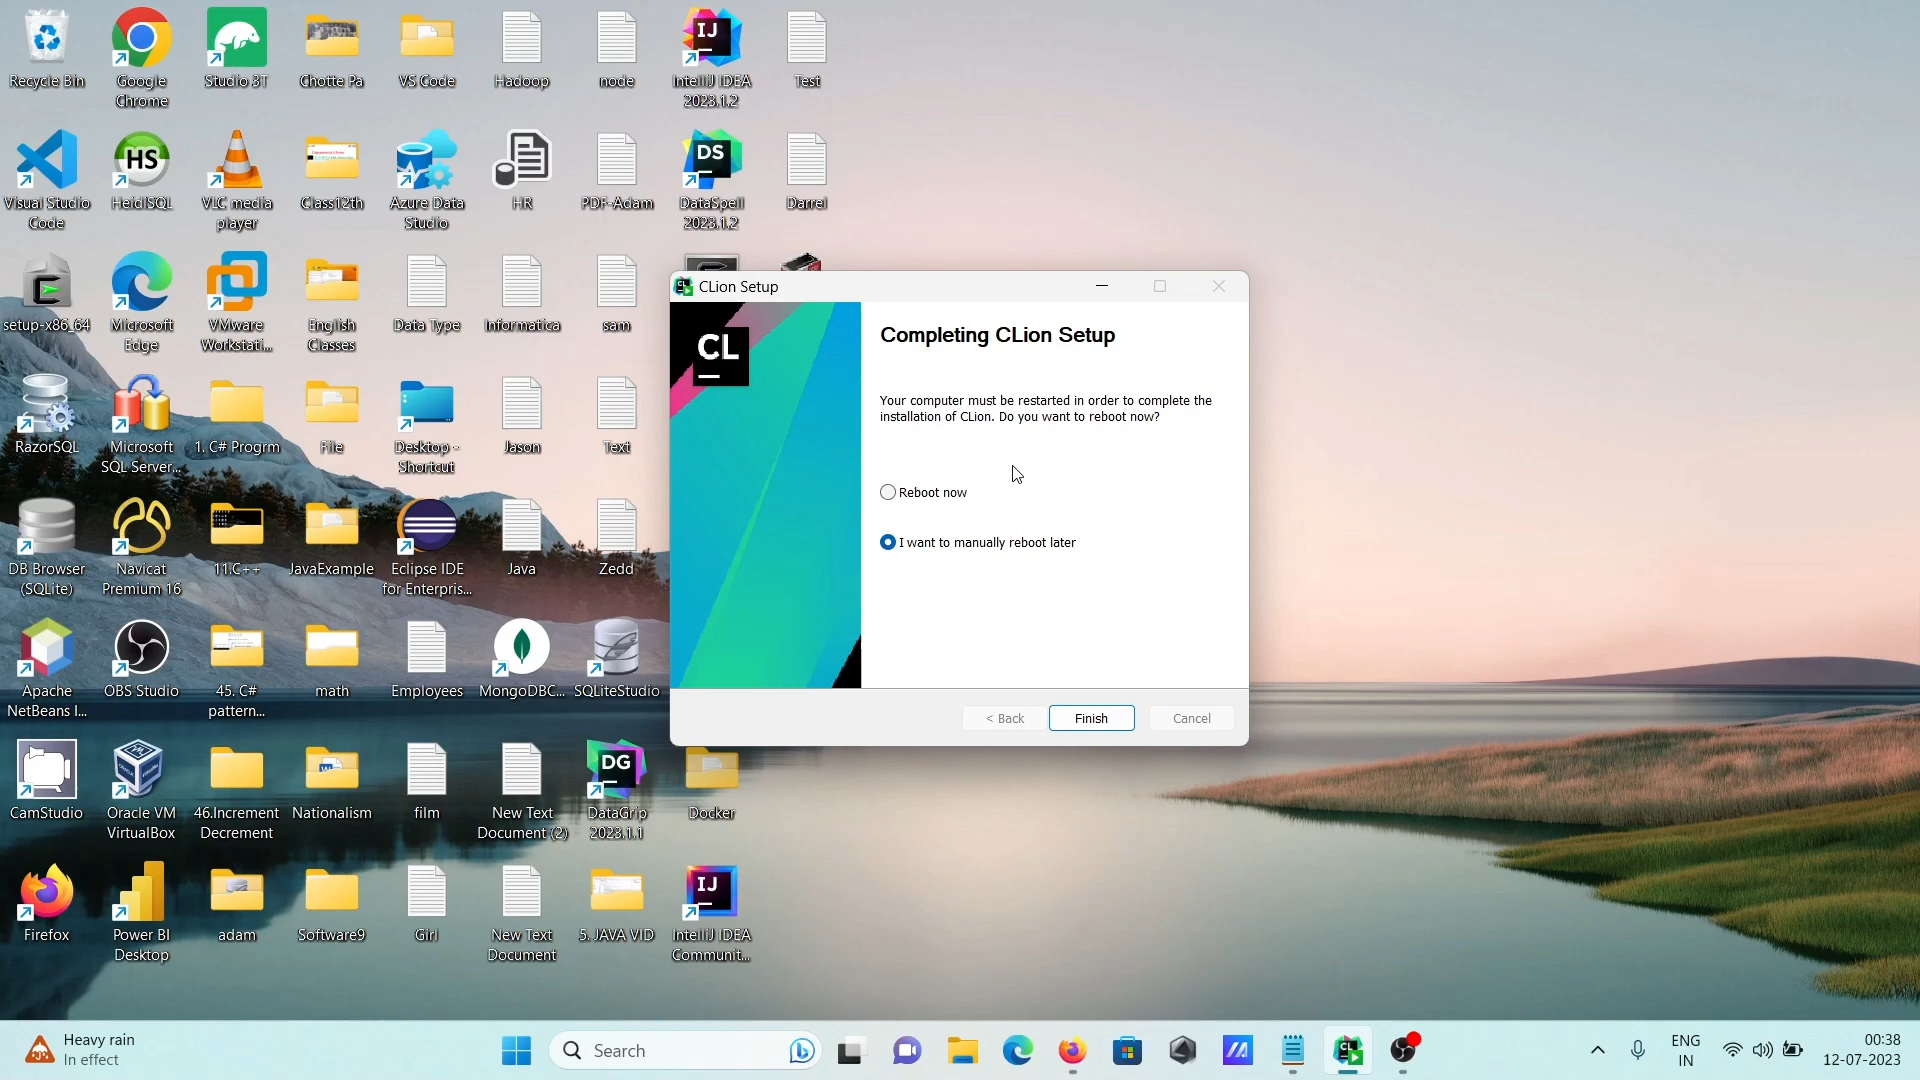 Recycle Bin
Google
Chrome
Studio 3T
Chotte Pa
VS Code
Hadoop
node
IJ
IntelliJ IDEA
2023.1.2
Test
Visual Studio
Code
HS
HeidiSQL
VLC media
player
Class12th
Azure Data
Studio
HR
PDF-Adam
DS
DataSpell
2023.1.2
Darrel
setup-x86_64
Microsoft
Edge
VMware
Workstati...
English
Classes
Data Type
Informatica
sam
RazorSQL
Microsoft
SQL Server...
1. C# Progrm
File
Desktop -
Shortcut
Jason
Text
DB Browser
(SQLite)
Navicat
Premium 16
11.C++
JavaExample
Eclipse IDE
for Enterpris...
Java
Zedd
Apache
NetBeans I...
OBS Studio
45. C#
pattern...
math
Employees
MongoDBC...
SQLiteStudio
CamStudio
Oracle VM
VirtualBox
46.Increment
Decrement
Nationalism
film
New Text
Document (2)
DG
DataGrip
2023.1.1
Docker
Firefox
Power BI
Desktop
adam
Software9
Girl
New Text
Document
5. JAVA VID
IJ
IntelliJ IDEA
Communit...
CLion Setup
CL
Completing CLion Setup
Your computer must be restarted in order to complete the
installation of CLion. Do you want to reboot now?
Reboot now
I want to manually reboot later
< Back
Finish
Cancel
Heavy rain
In effect
Search
CL
ENG
IN
00:38
12-07-2023